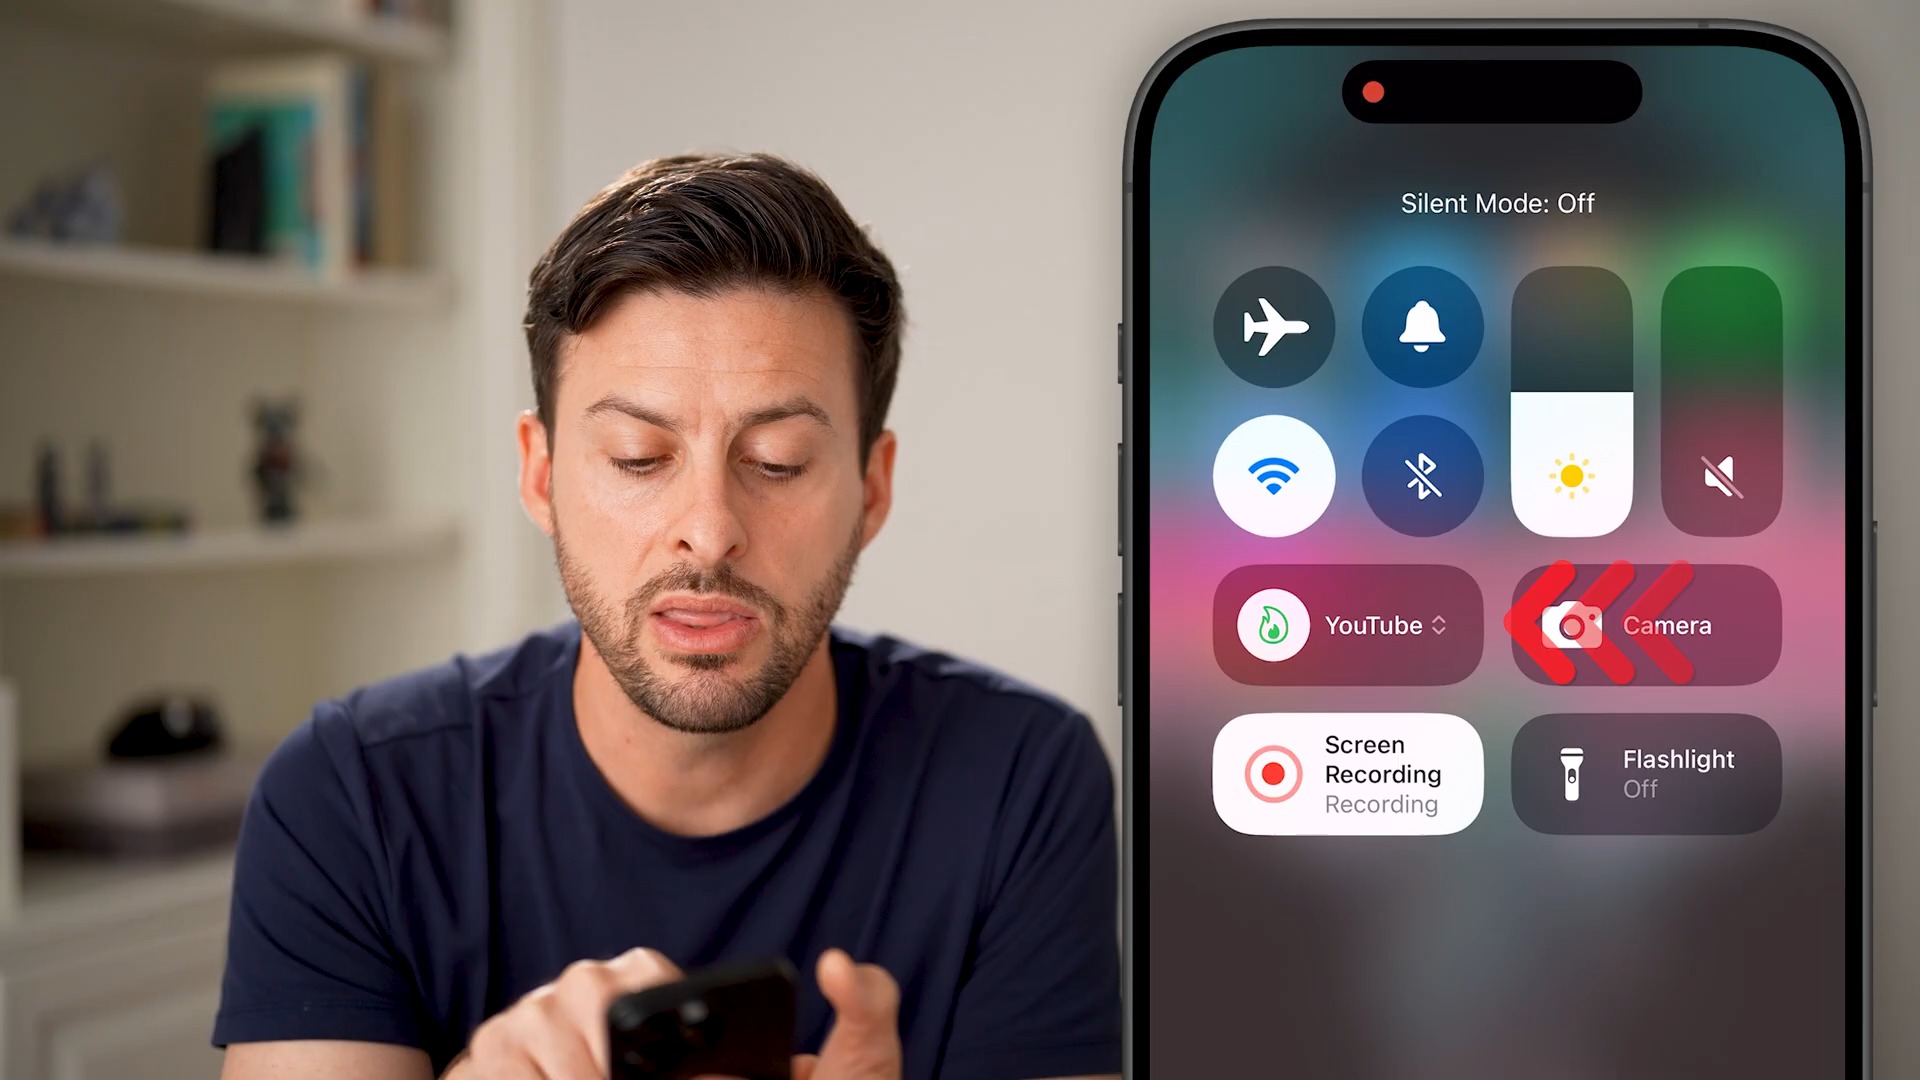 Silent Mode: Off
YouTube
Camera
Screen
Recording
Recording
Flashlight
Off